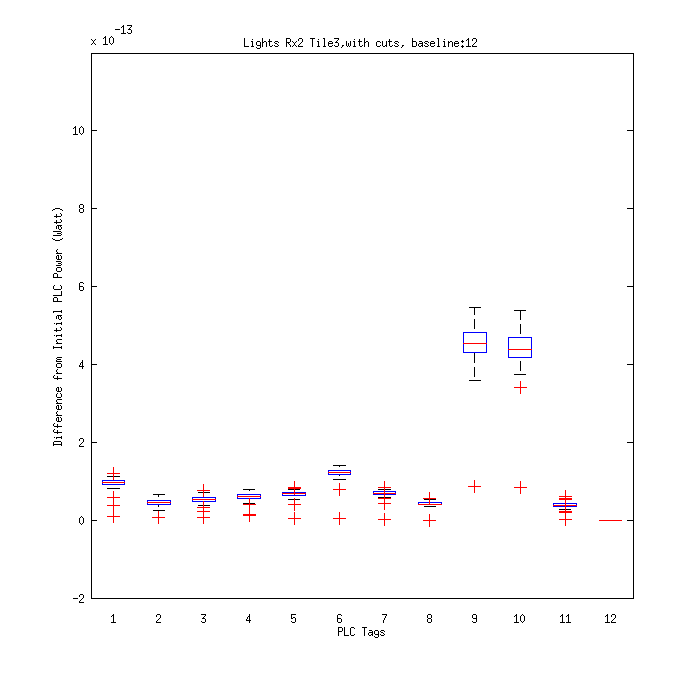 x 10^-13
Lights Rx2 Tile3,with cuts, baseline:12
Difference from Initial PLC Power (Watt)
10
8
6
4
2
0
-2
1 2 3 4 5 6 7 8 9 10 11 12
PLC Tags